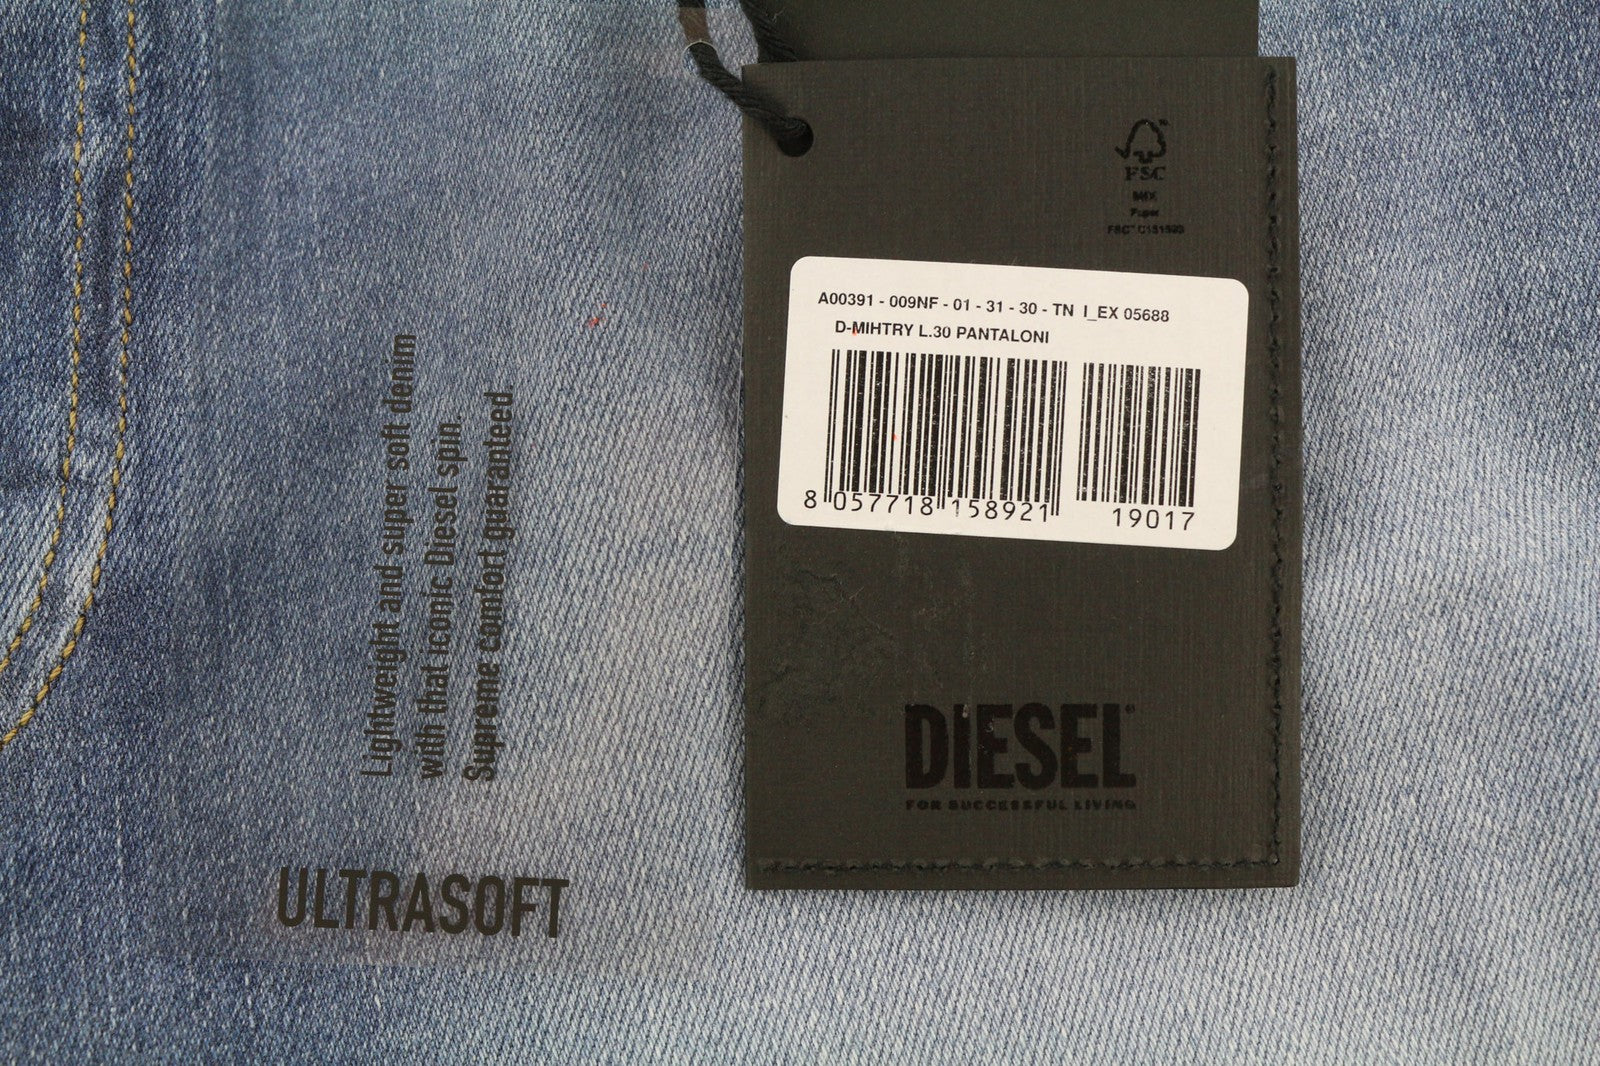 Lightweight and super soft denim
with that iconic Diesel spin.
Supreme comfort guaranteed.
ULTRASOFT
FSC
MIX
Paper
A00391 - 009NF - 01 - 31 - 30 - TN I_EX 05688
D-MIHTRY L.30 PANTALONI
8 057718 158921 19017
DIESEL®
FOR SUCCESSFUL LIVING